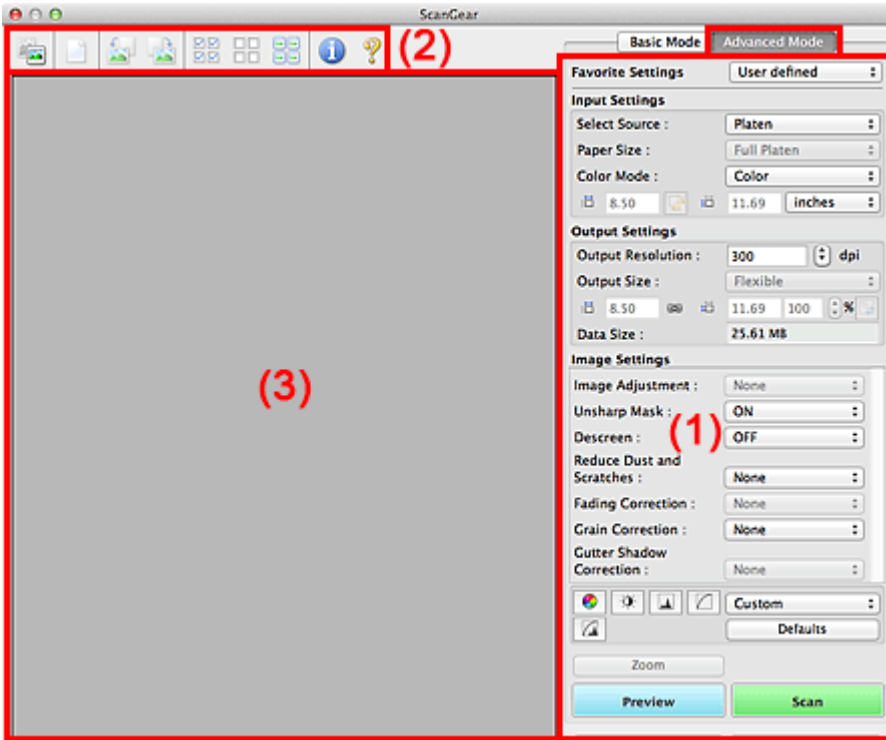 ScanGear
(2)
Basic Mode Advanced Mode
Favorite Settings User defined
Input Settings
Select Source : Platen
Paper Size : Full Platen
Color Mode : Color
8.50 11.69 inches
Output Settings
Output Resolution : 300 dpi
Output Size : Flexible
8.50 11.69 100 %
Data Size : 25.61 MB
Image Settings
(3)
Image Adjustment : None
Unsharp Mask : ON
(1)
Descreen : OFF
Reduce Dust and
Scratches : None
Fading Correction : None
Grain Correction : None
Gutter Shadow
Correction : None
Custom
Defaults
Zoom
Preview Scan